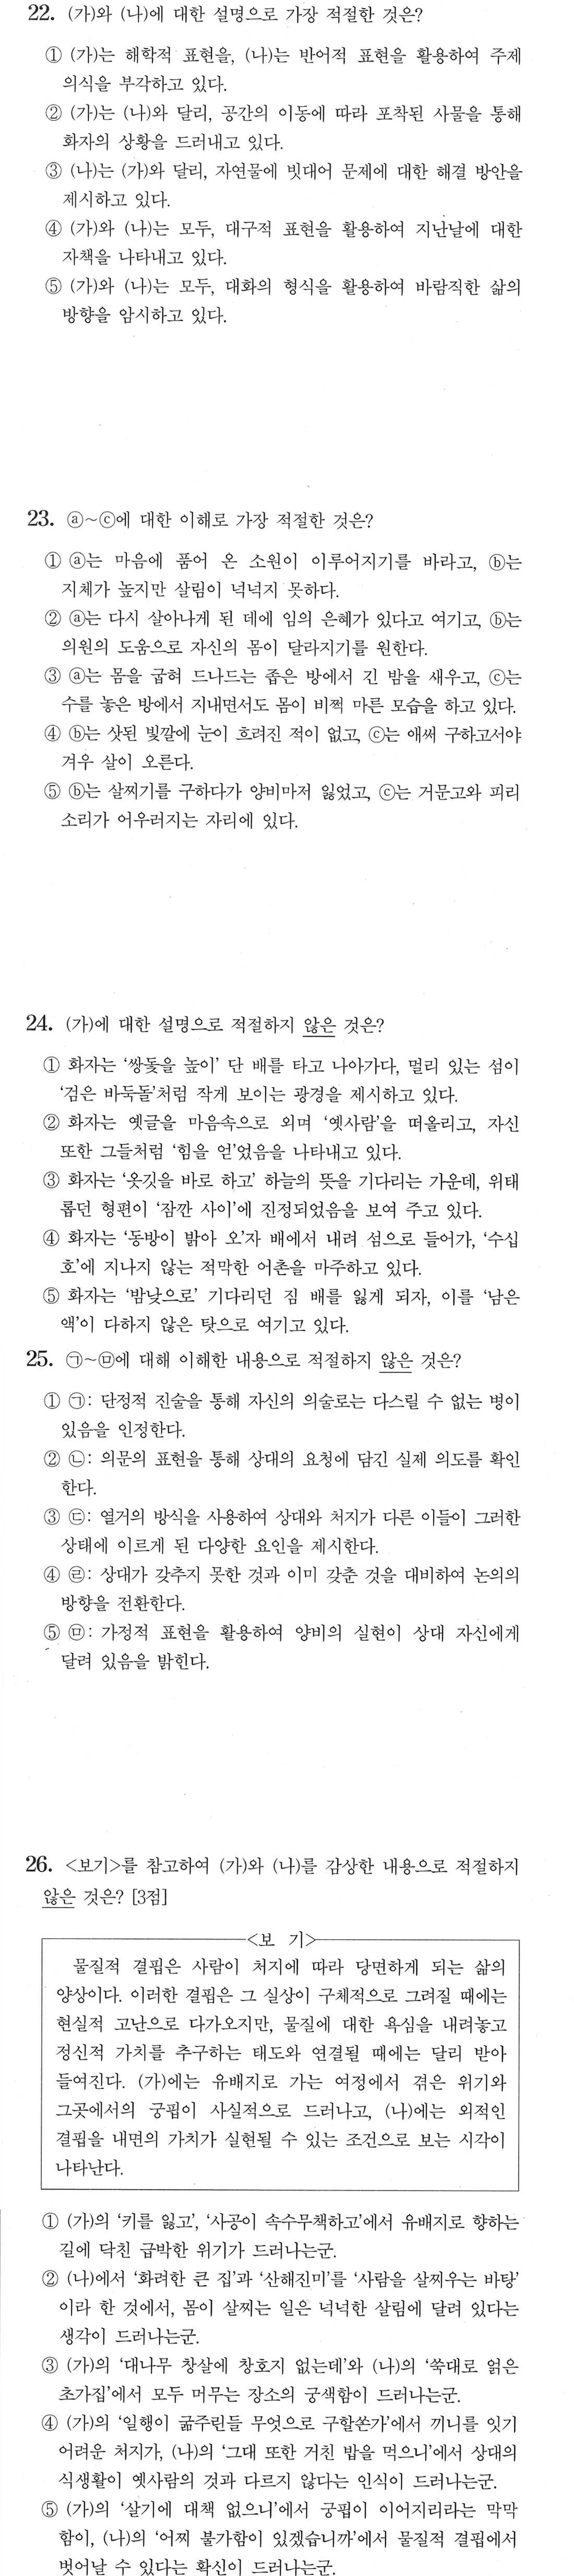 22. (가)와 (나)에 대한 설명으로 가장 적절한 것은?
① (가)는 해학적 표현을, (나)는 반어적 표현을 활용하여 주제
의식을 부각하고 있다.
② (가)는 (나)와 달리, 공간의 이동에 따라 포착된 사물을 통해
화자의 상황을 드러내고 있다.
③ (나)는 (가)와 달리, 자연물에 빗대어 문제에 대한 해결 방안을
제시하고 있다.
④ (가)와 (나)는 모두, 대구적 표현을 활용하여 지난날에 대한
자책을 나타내고 있다.
⑤ (가)와 (나)는 모두, 대화의 형식을 활용하여 바람직한 삶의
방향을 암시하고 있다.
23. ⓐ~ⓒ에 대한 이해로 가장 적절한 것은?
① ⓐ는 마음에 품어 온 소원이 이루어지기를 바라고, ⓑ는
지체가 높지만 살림이 넉넉지 못하다.
② ⓐ는 다시 살아나게 된 데에 임의 은혜가 있다고 여기고, ⓑ는
의원의 도움으로 자신의 몸이 달라지기를 원한다.
③ ⓐ는 몸을 굽혀 드나드는 좁은 방에서 긴 밤을 새우고, ⓒ는
수를 놓은 방에서 지내면서도 몸이 비쩍 마른 모습을 하고 있다.
④ ⓑ는 삿된 빛깔에 눈이 흐려진 적이 없고, ⓒ는 애써 구하고서야
겨우 살이 오른다.
⑤ ⓑ는 살찌기를 구하다가 양비마저 잃었고, ⓒ는 거문고와 피리
소리가 어우러지는 자리에 있다.
24. (가)에 대한 설명으로 적절하지 않은 것은?
① 화자는 ‘쌍돛을 높이’ 단 배를 타고 나아가다, 멀리 있는 섬이
‘검은 바둑돌’처럼 작게 보이는 광경을 제시하고 있다.
② 화자는 옛글을 마음속으로 외며 ‘옛사람’을 떠올리고, 자신
또한 그들처럼 ‘힘을 얻’었음을 나타내고 있다.
③ 화자는 ‘옷깃을 바로 하고’ 하늘의 뜻을 기다리는 가운데, 위태
롭던 형편이 ‘잠깐 사이’에 진정되었음을 보여 주고 있다.
④ 화자는 ‘동방이 밝아 오’자 배에서 내려 섬으로 들어가, ‘수십
호’에 지나지 않는 적막한 어촌을 마주하고 있다.
⑤ 화자는 ‘밤낮으로’ 기다리던 짐 배를 잃게 되자, 이를 ‘남은
액’이 다하지 않은 탓으로 여기고 있다.
25. ㉠~㉤에 대해 이해한 내용으로 적절하지 않은 것은?
① ㉠: 단정적 진술을 통해 자신의 의술로는 다스릴 수 없는 병이
있음을 인정한다.
② ㉡: 의문의 표현을 통해 상대의 요청에 담긴 실제 의도를 확인
한다.
③ ㉢: 열거의 방식을 사용하여 상대와 처지가 다른 이들이 그러한
상태에 이르게 된 다양한 요인을 제시한다.
④ ㉣: 상대가 갖추지 못한 것과 이미 갖춘 것을 대비하여 논의의
방향을 전환한다.
⑤ ㉤: 가정적 표현을 활용하여 양비의 실현이 상대 자신에게
달려 있음을 밝힌다.
26. <보기>를 참고하여 (가)와 (나)를 감상한 내용으로 적절하지
않은 것은? [3점]
<보 기>
물질적 결핍은 사람이 처지에 따라 당면하게 되는 삶의
양상이다. 이러한 결핍은 그 실상이 구체적으로 그려질 때에는
현실적 고난으로 다가오지만, 물질에 대한 욕심을 내려놓고
정신적 가치를 추구하는 태도와 연결될 때에는 달리 받아
들여진다. (가)에는 유배지로 가는 여정에서 겪은 위기와
그곳에서의 궁핍이 사실적으로 드러나고, (나)에는 외적인
결핍을 내면의 가치가 실현될 수 있는 조건으로 보는 시각이
나타난다.
① (가)의 ‘키를 잃고’, ‘사공이 속수무책하고’에서 유배지로 향하는
길에 닥친 급박한 위기가 드러나는군.
② (나)에서 ‘화려한 큰 집’과 ‘산해진미’를 ‘사람을 살찌우는 바탕’
이라 한 것에서, 몸이 살찌는 일은 넉넉한 살림에 달려 있다는
생각이 드러나는군.
③ (가)의 ‘대나무 창살에 창호지 없는데’와 (나)의 ‘쑥대로 얽은
초가집’에서 모두 머무는 장소의 궁색함이 드러나는군.
④ (가)의 ‘일행이 굶주린들 무엇으로 구할쏜가’에서 끼니를 잇기
어려운 처지가, (나)의 ‘그대 또한 거친 밥을 먹으니’에서 상대의
식생활이 옛사람의 것과 다르지 않다는 인식이 드러나는군.
⑤ (가)의 ‘살기에 대책 없으니’에서 궁핍이 이어지리라는 막막
함이, (나)의 ‘어찌 불가함이 있겠습니까’에서 물질적 결핍에서
벗어날 수 있다는 확신이 드러나는군.